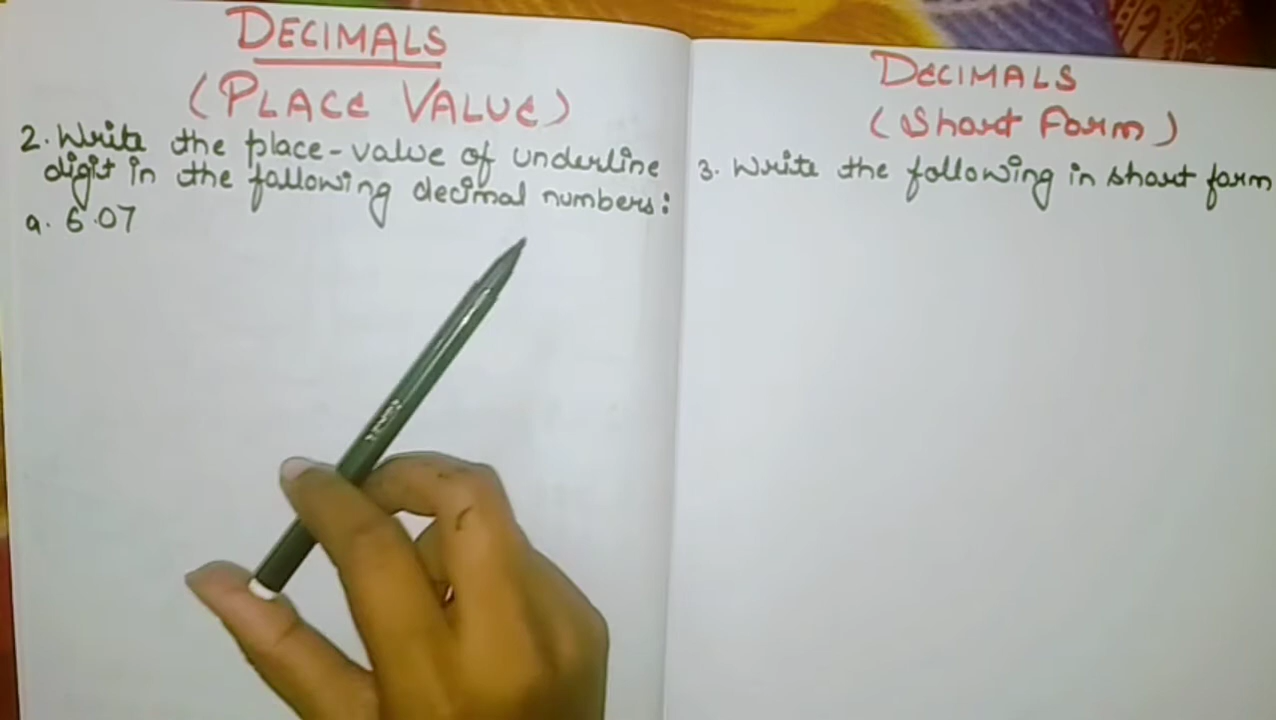 DECIMALS
(PLACE VALUE)
2. Write the place-value of underline
digit in the following decimal numbers:
a. 6.07
DECIMALS
(Short Form)
3. Write the following in short form